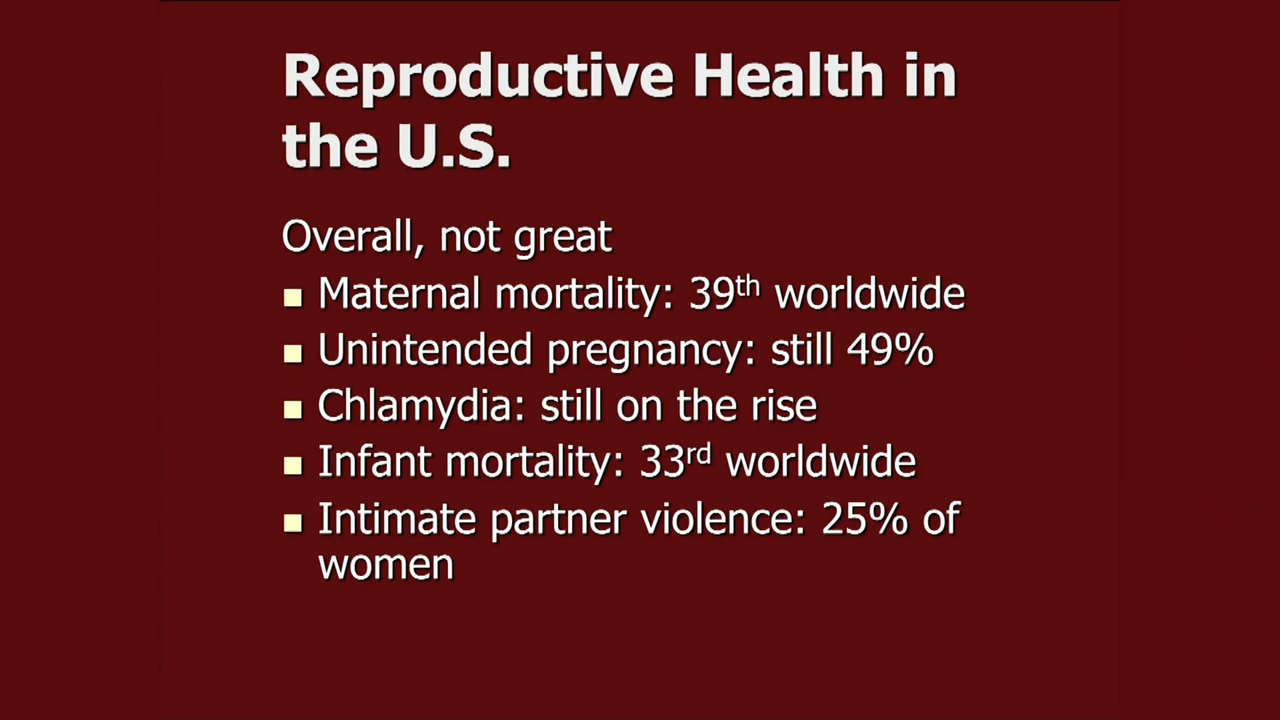 Reproductive Health in
the U.S.
Overall, not great
Maternal mortality: 39th worldwide
Unintended pregnancy: still 49%
Chlamydia: still on the rise
Infant mortality: 33rd worldwide
Intimate partner violence: 25% of
women